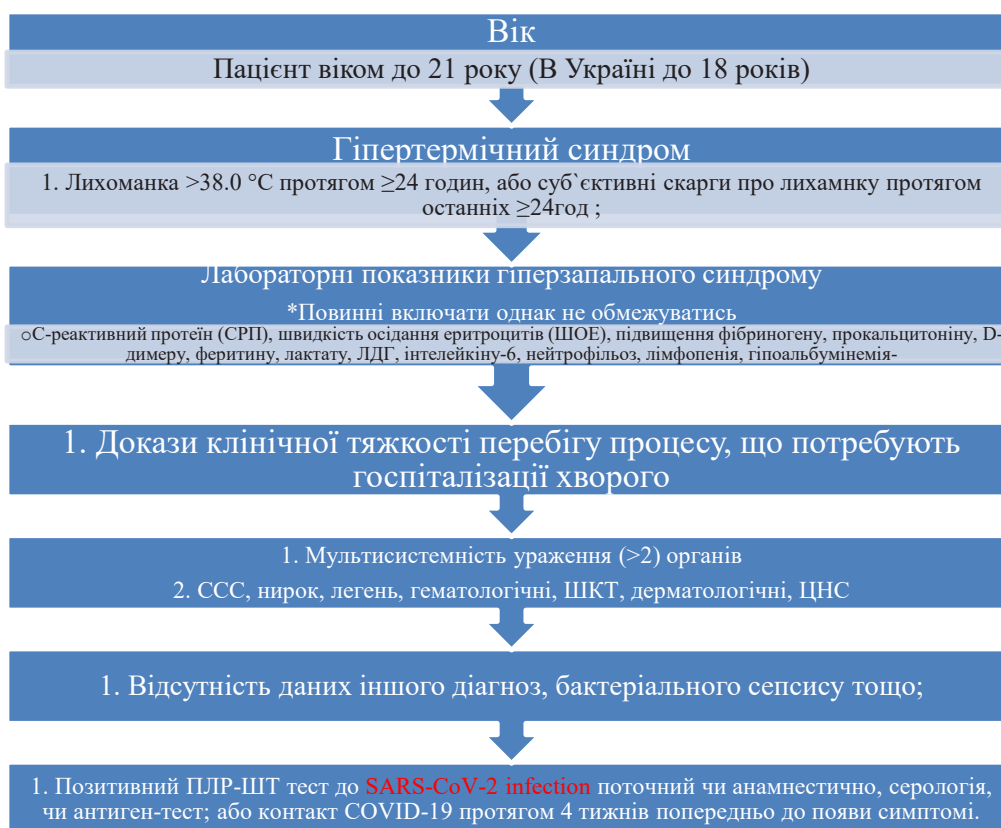 Вік
Пацієнт віком до 21 року (В Україні до 18 років)
Гіпертермічний синдром
1. Лихоманка >38.0 °C протягом ≥24 годин, або суб`єктивні скарги про лихамнку протягом
останніх ≥24год ;
Лабораторні показники гіперзапального синдрому
*Повинні включати однак не обмежуватись
oС-реактивний протеїн (СРП), швидкість осідання еритроцитів (ШОЕ), підвищення фібриногену, прокальцитоніну, D-
димеру, феритину, лактату, ЛДГ, інтелейкіну-6, нейтрофільоз, лімфопенія, гіпоальбумінемія-
1. Докази клінічної тяжкості перебігу процесу, що потребують
госпіталізації хворого
1. Мультисистемність ураження (>2) органів
2. ССС, нирок, легень, гематологічні, ШКТ, дерматологічні, ЦНС
1. Відсутність даних іншого діагноз, бактеріального сепсису тощо;
1. Позитивний ПЛР-ШТ тест до SARS-CoV-2 infection поточний чи анамнестично, серологія,
чи антиген-тест; або контакт COVID-19 протягом 4 тижнів попередньо до появи симптомі.